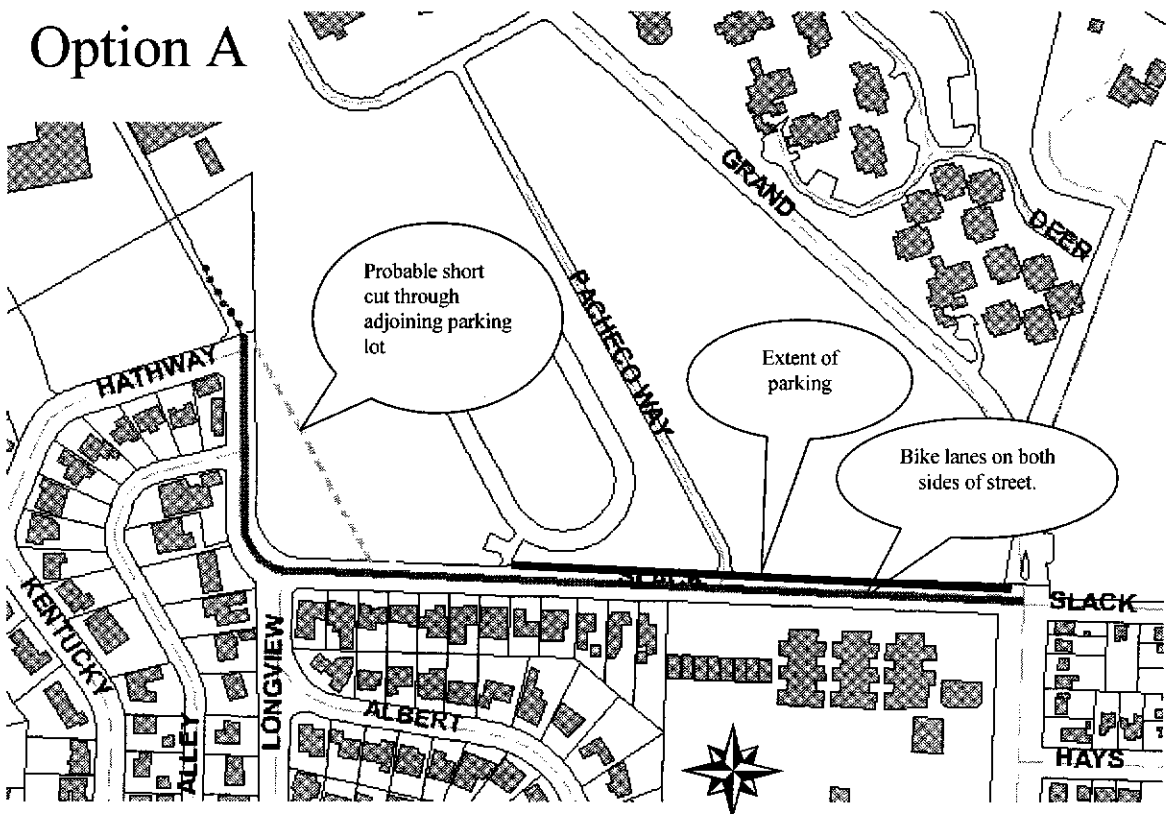 Option A
GRAND
DEER
Probable short
cut through
adjoining parking
lot
PACHECO WAY
Extent of
parking
HATHWAY
Bike lanes on both
sides of street.
KENTUCKY
ALLEY
LONGVIEW
ALBERT
SLACK
HAYS